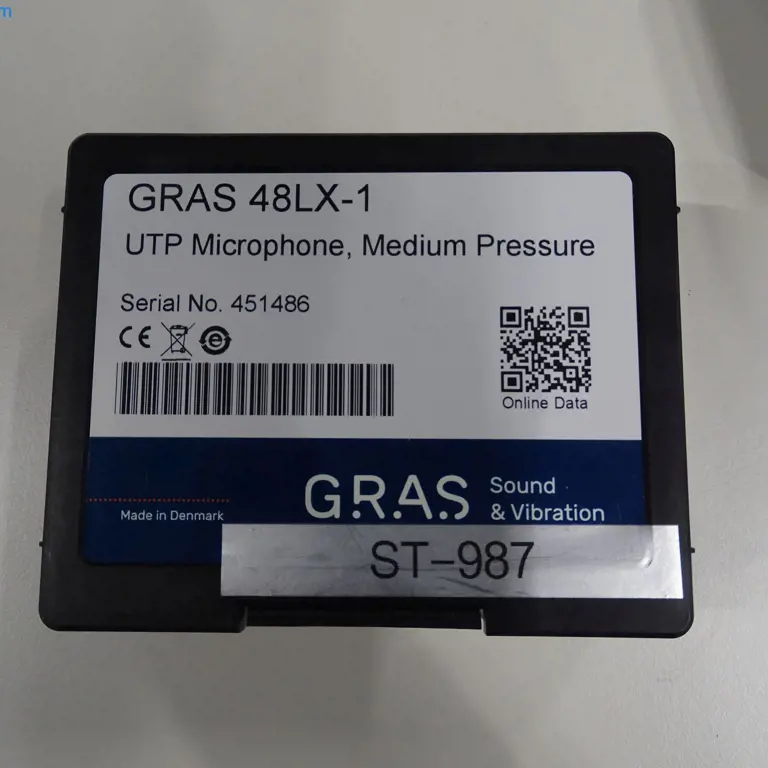 m
GRAS 48LX-1
UTP Microphone, Medium Pressure
Serial No. 451486
CE
Online Data
Made in Denmark
GRAS Sound
& Vibration
ST-987